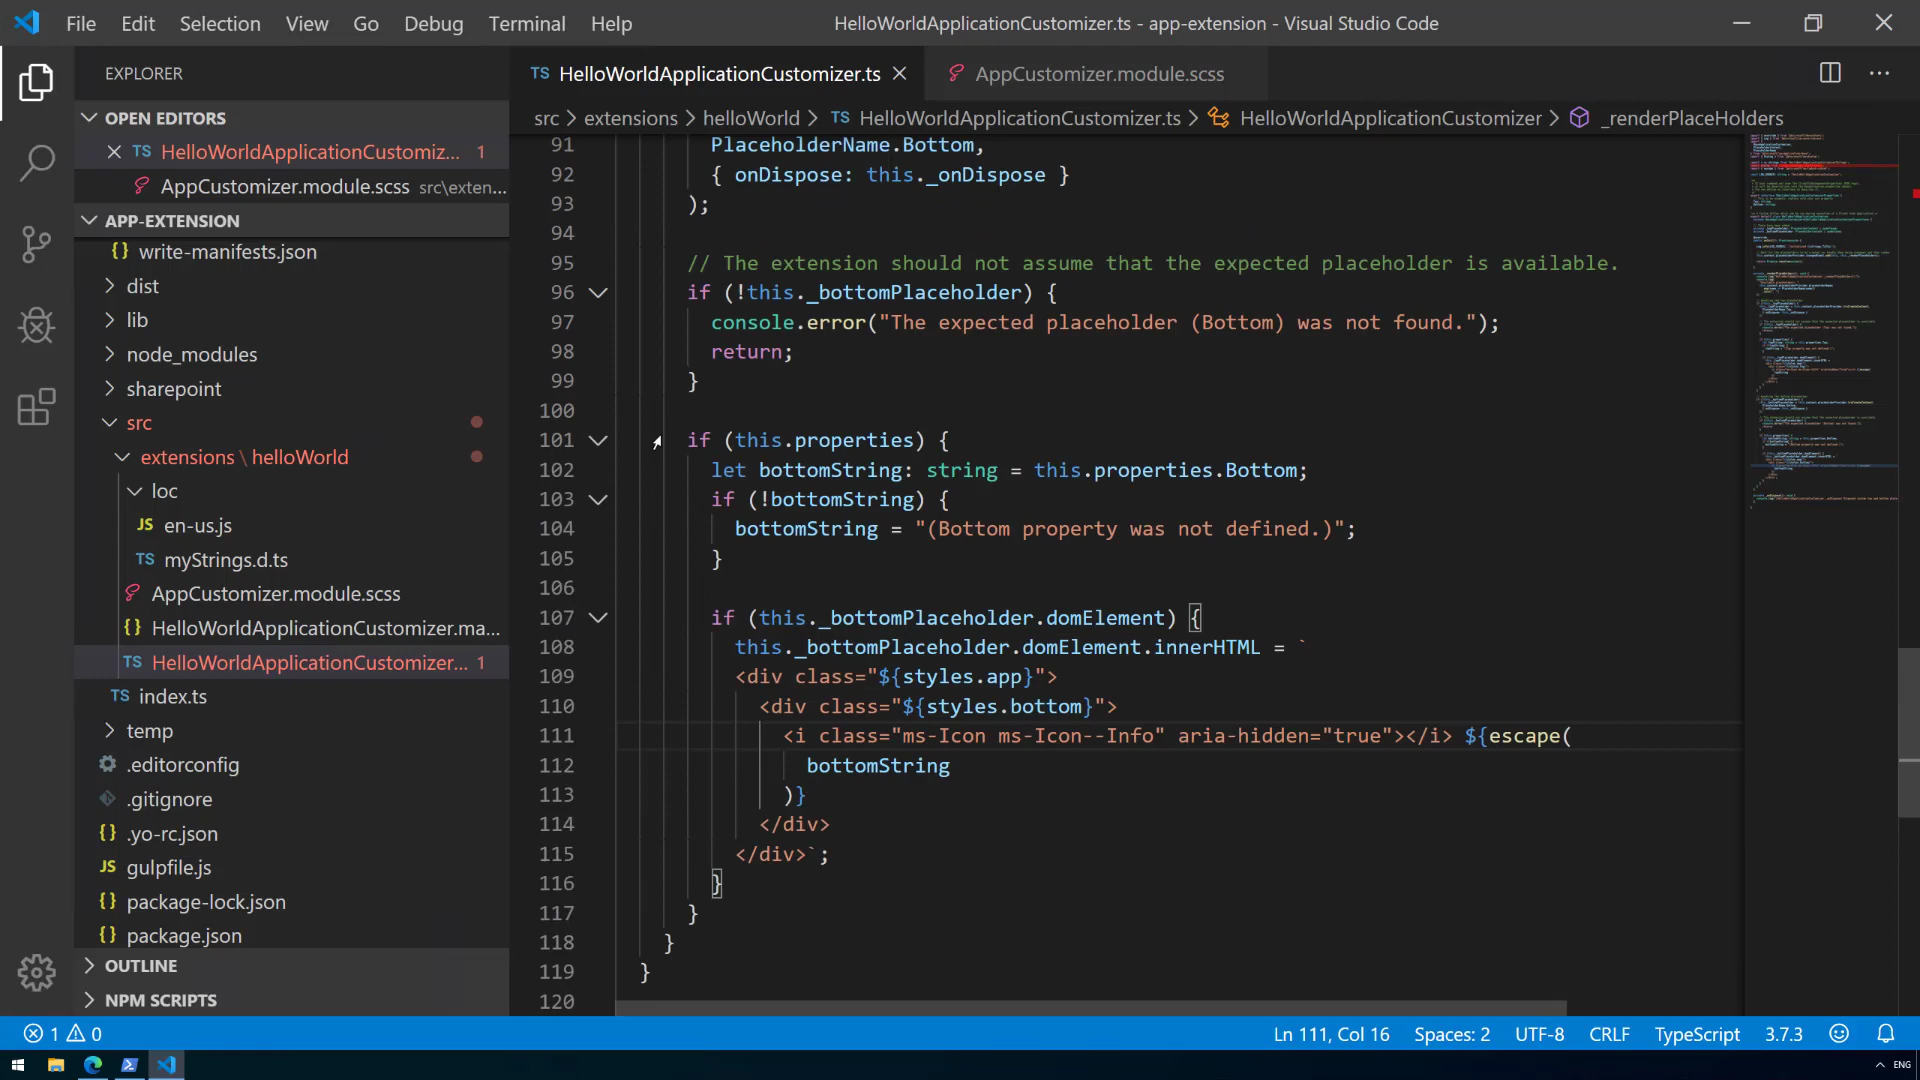 File Edit Selection View Go Debug Terminal Help
HelloWorldApplicationCustomizer.ts - app-extension - Visual Studio Code
EXPLORER
OPEN EDITORS
TS HelloWorldApplicationCustomiz... 1
AppCustomizer.module.scss src\exten...
APP-EXTENSION
{} write-manifests.json
dist
lib
node_modules
sharepoint
src
extensions \ helloWorld
loc
JS en-us.js
TS myStrings.d.ts
AppCustomizer.module.scss
{} HelloWorldApplicationCustomizer.ma...
TS HelloWorldApplicationCustomizer... 1
TS index.ts
temp
.editorconfig
.gitignore
{} .yo-rc.json
JS gulpfile.js
{} package-lock.json
{} package.json
OUTLINE
NPM SCRIPTS
TS HelloWorldApplicationCustomizer.ts
AppCustomizer.module.scss
src > extensions > helloWorld > TS HelloWorldApplicationCustomizer.ts > HelloWorldApplicationCustomizer > _renderPlaceHolders
91 PlaceholderName.Bottom,
92 { onDispose: this._onDispose }
93 );
94
95 // The extension should not assume that the expected placeholder is available.
96 if (!this._bottomPlaceholder) {
97 console.error("The expected placeholder (Bottom) was not found.");
98 return;
99 }
100
101 if (this.properties) {
102 let bottomString: string = this.properties.Bottom;
103 if (!bottomString) {
104 bottomString = "(Bottom property was not defined.)";
105 }
106
107 if (this._bottomPlaceholder.domElement) {
108 this._bottomPlaceholder.domElement.innerHTML = `
109 <div class="${styles.app}">
110 <div class="${styles.bottom}">
111 <i class="ms-Icon ms-Icon--Info" aria-hidden="true"></i> ${escape(
112 bottomString
113 )}
114 </div>
115 </div>`;
116 }
117 }
118 }
119 }
120
1 0
Ln 111, Col 16 Spaces: 2 UTF-8 CRLF TypeScript 3.7.3
ENG